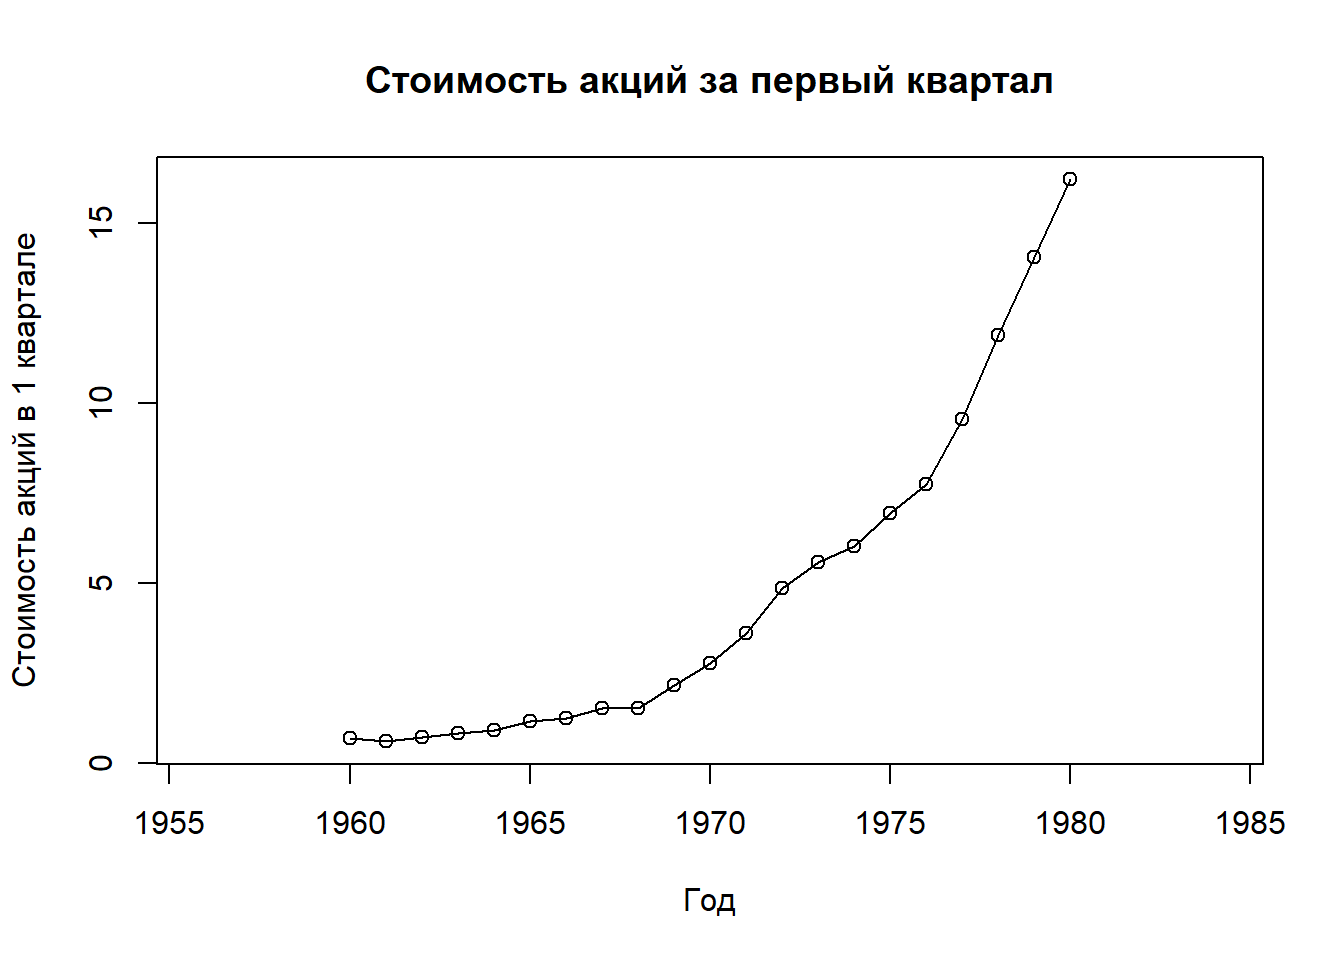 Стоимость акций за первый квартал
Стоимость акций в 1 квартале
15
10
5
0
1955 1960 1965 1970 1975 1980 1985
Год